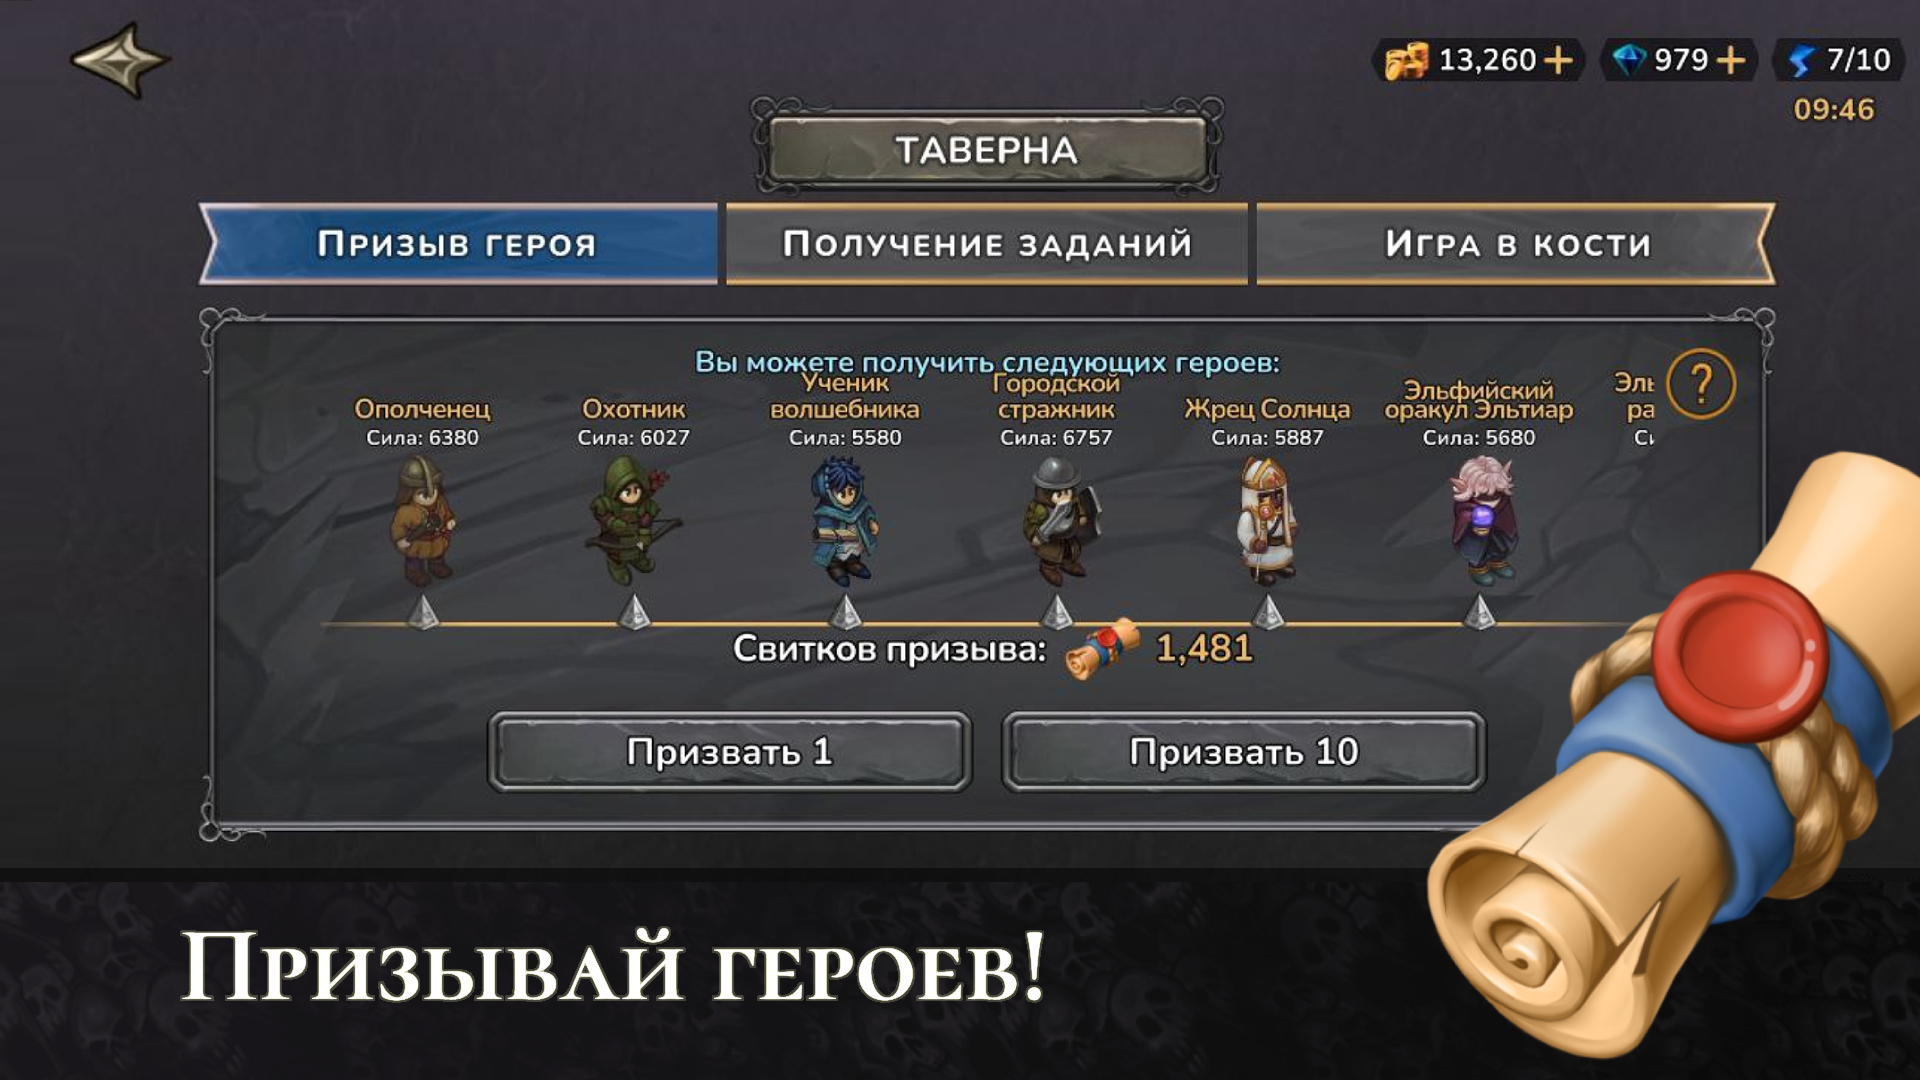 13,260
979
7/10
09:46
ТАВЕРНА
Призыв героя
Получение заданий
Игра в кости
Вы можете получить следующих героев:
Ополченец
Сила: 6380
Охотник
Сила: 6027
Ученик
волшебника
Сила: 5580
Городской
стражник
Сила: 6757
Жрец Солнца
Сила: 5887
Эльфийский
оракул Эльтиар
Сила: 5680
?
Свитков призыва: 1,481
Призвать 1
Призвать 10
Призывай героев!